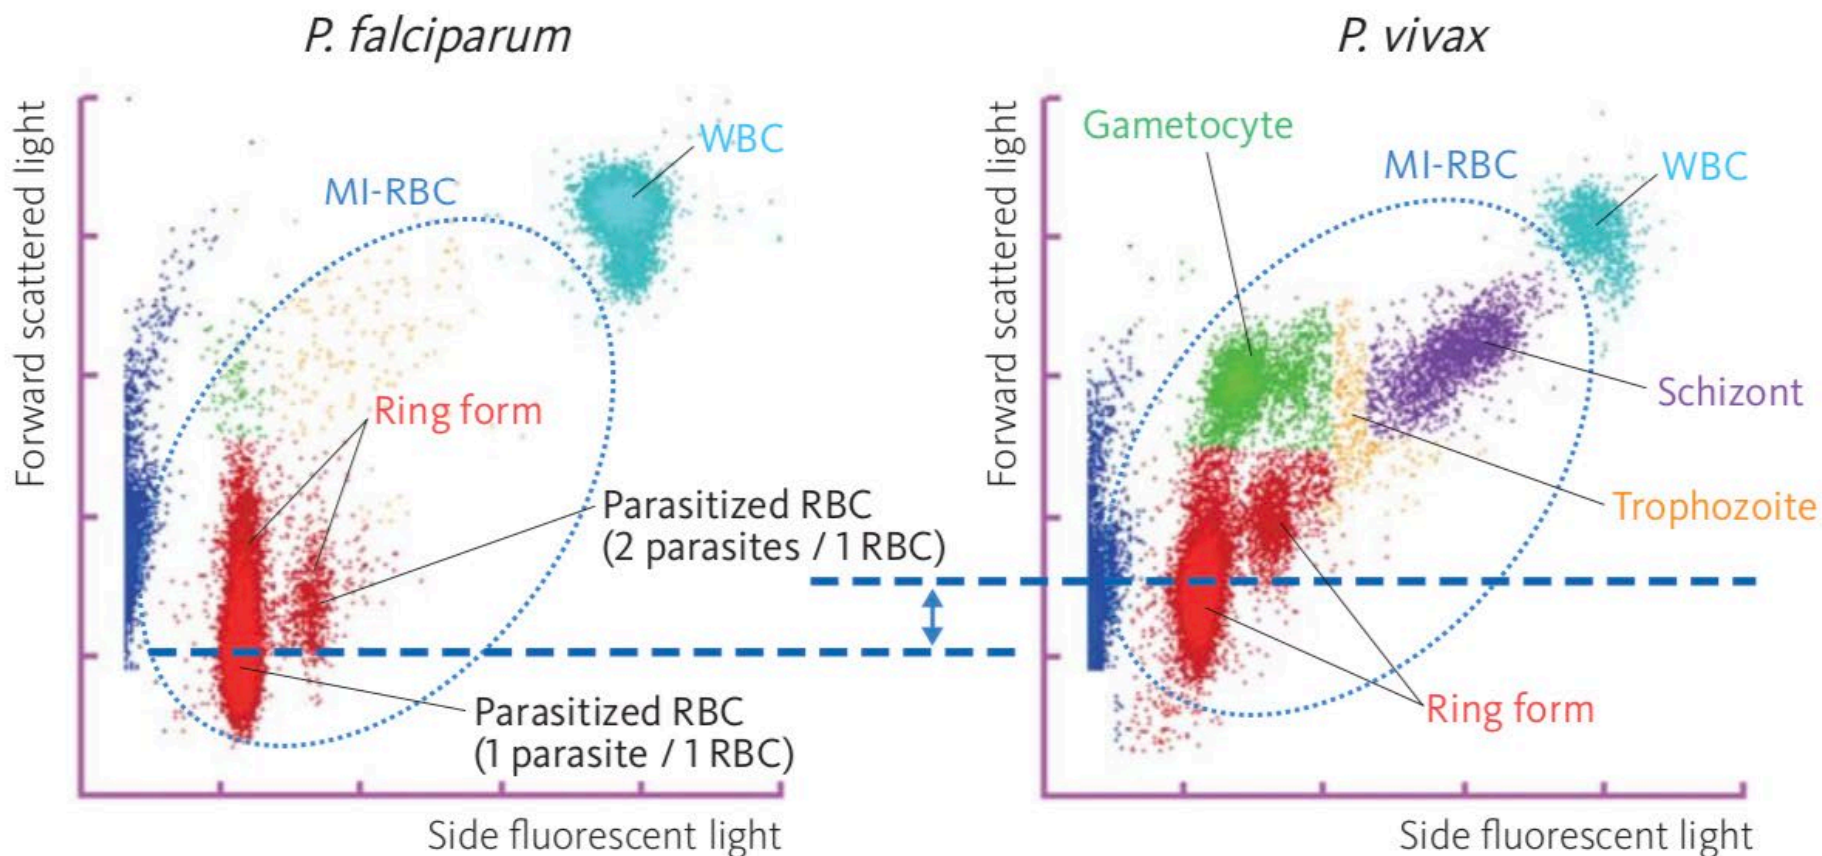 P. falciparum
Forward scattered light
MI-RBC
WBC
Ring form
Parasitized RBC
(2 parasites / 1 RBC)
Parasitized RBC
(1 parasite / 1 RBC)
Side fluorescent light
P. vivax
Forward scattered light
Gametocyte
MI-RBC
WBC
Schizont
Trophozoite
Ring form
Side fluorescent light